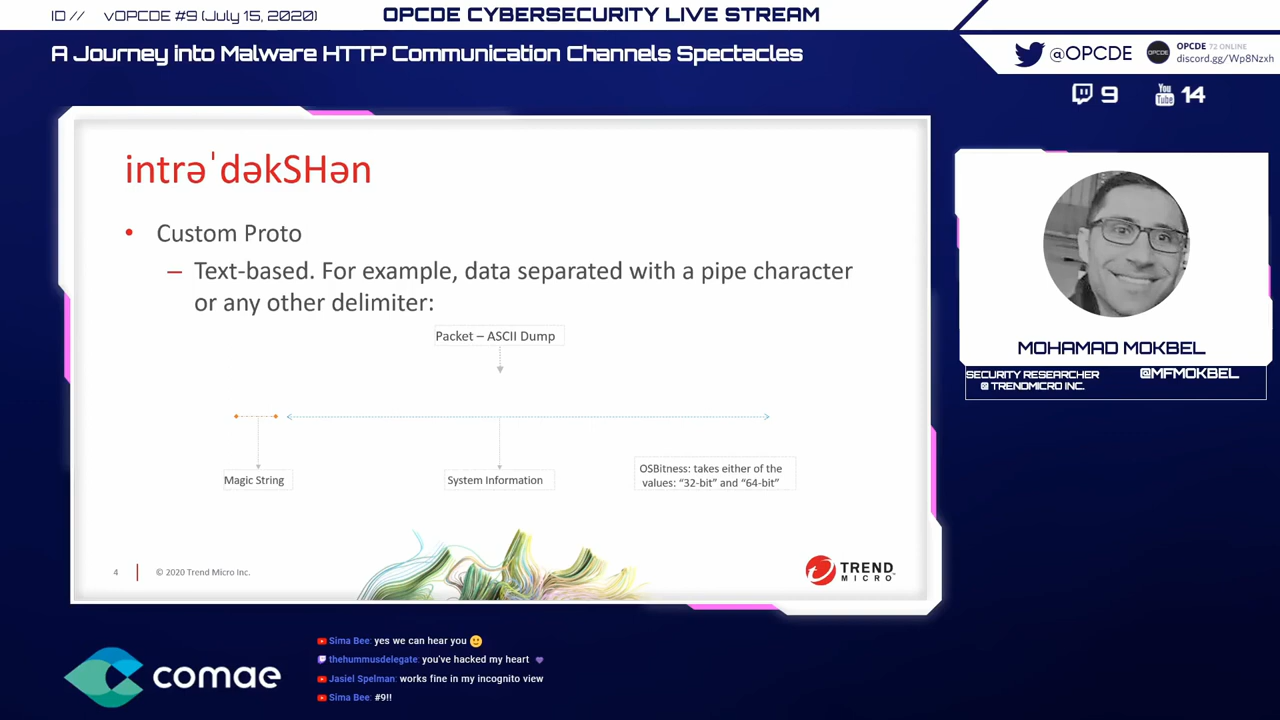 ID // vOPCDE #9 (July 15, 2020)
OPCDE CYBERSECURITY LIVE STREAM
A Journey into Malware HTTP Communication Channels Spectacles
@OPCDE
OPCDE 72 ONLINE
discord.gg/Wp8Nzxh
9
You Tube 14
intrəˈdəkSHən
• Custom Proto
– Text-based. For example, data separated with a pipe character
or any other delimiter:
Packet – ASCII Dump
Magic String
System Information
OSBitness: takes either of the
values: “32-bit” and “64-bit”
4
© 2020 Trend Micro Inc.
TREND
MICRO
MOHAMAD MOKBEL
SECURITY RESEARCHER
@ TRENDMICRO INC.
@MFMOKBEL
comae
Sima Bee: yes we can hear you 🙂
thehummusdelegate: you've hacked my heart 💜
Jasiel Spelman: works fine in my incognito view
Sima Bee: #9!!